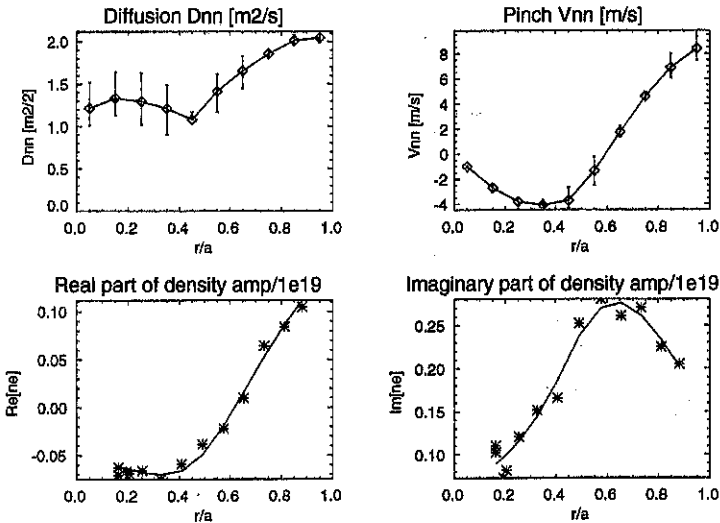 Diffusion Dnn [m2/s]
Dnn [m2/2]
2.0
1.5
1.0
0.5
0.0
0.0 0.2 0.4 0.6 0.8 1.0
r/a
Pinch Vnn [m/s]
Vnn [m/s]
8
6
4
2
0
-2
-4
0.0 0.2 0.4 0.6 0.8 1.0
r/a
Real part of density amp/1e19
Re[ne]
0.10
0.05
0.00
-0.05
0.0 0.2 0.4 0.6 0.8 1.0
r/a
Imaginary part of density amp/1e19
Im[ne]
0.25
0.20
0.15
0.10
0.0 0.2 0.4 0.6 0.8 1.0
r/a